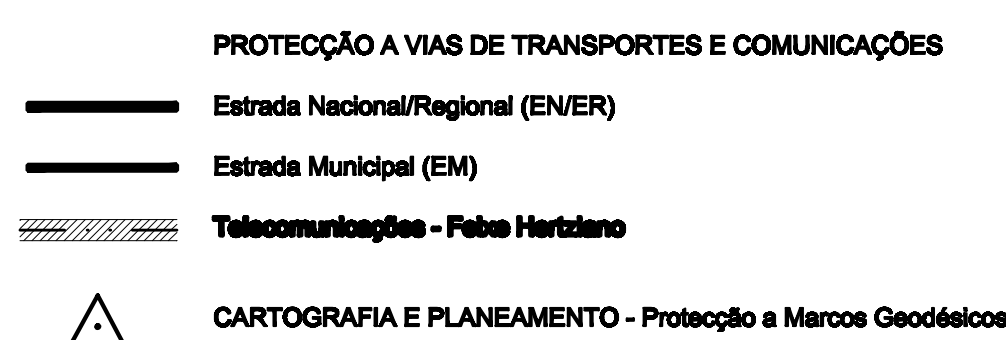 PROTECÇÃO A VIAS DE TRANSPORTES E COMUNICAÇÕES
Estrada Nacional/Regional (EN/ER)
Estrada Municipal (EM)
Telecomunicações - Feixe Hertziano
CARTOGRAFIA E PLANEAMENTO - Protecção a Marcos Geodésicos